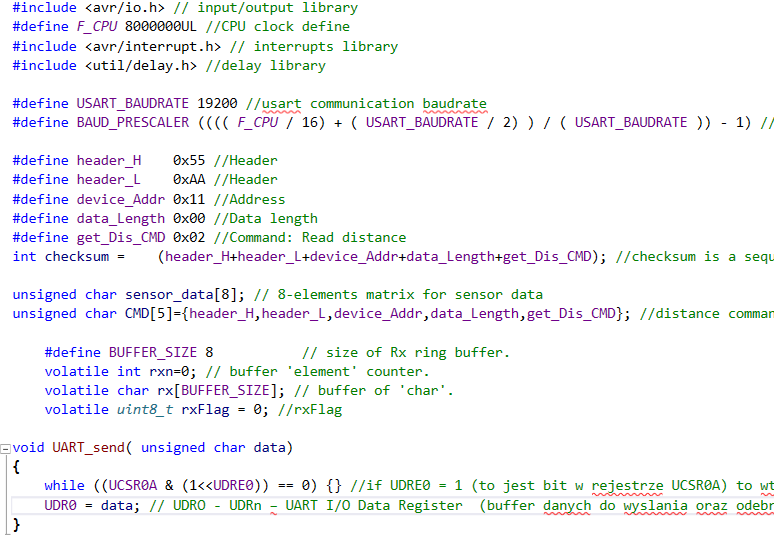 #include <avr/io.h> // input/output library
#define F_CPU 8000000UL //CPU clock define
#include <avr/interrupt.h> // interrupts library
#include <util/delay.h> //delay library
#define USART_BAUDRATE 19200 //usart communication baudrate
#define BAUD_PRESCALER (((( F_CPU / 16) + ( USART_BAUDRATE / 2) ) / ( USART_BAUDRATE )) - 1) //
#define header_H    0x55 //Header
#define header_L    0xAA //Header
#define device_Addr 0x11 //Address
#define data_Length 0x00 //Data length
#define get_Dis_CMD 0x02 //Command: Read distance
int checksum =    (header_H+header_L+device_Addr+data_Length+get_Dis_CMD); //checksum is a sequ
unsigned char sensor_data[8]; // 8-elements matrix for sensor data
unsigned char CMD[5]={header_H,header_L,device_Addr,data_Length,get_Dis_CMD}; //distance comman
#define BUFFER_SIZE 8           // size of Rx ring buffer.
volatile int rxn=0; // buffer 'element' counter.
volatile char rx[BUFFER_SIZE]; // buffer of 'char'.
volatile uint8_t rxFlag = 0; //rxFlag
void UART_send( unsigned char data)
{
while ((UCSR0A & (1<<UDRE0)) == 0) {} //if UDRE0 = 1 (to jest bit w rejestrze UCSR0A) to wt
UDR0 = data; // UDRO - UDRn – UART I/O Data Register  (buffer danych do wyslania oraz odebr
}